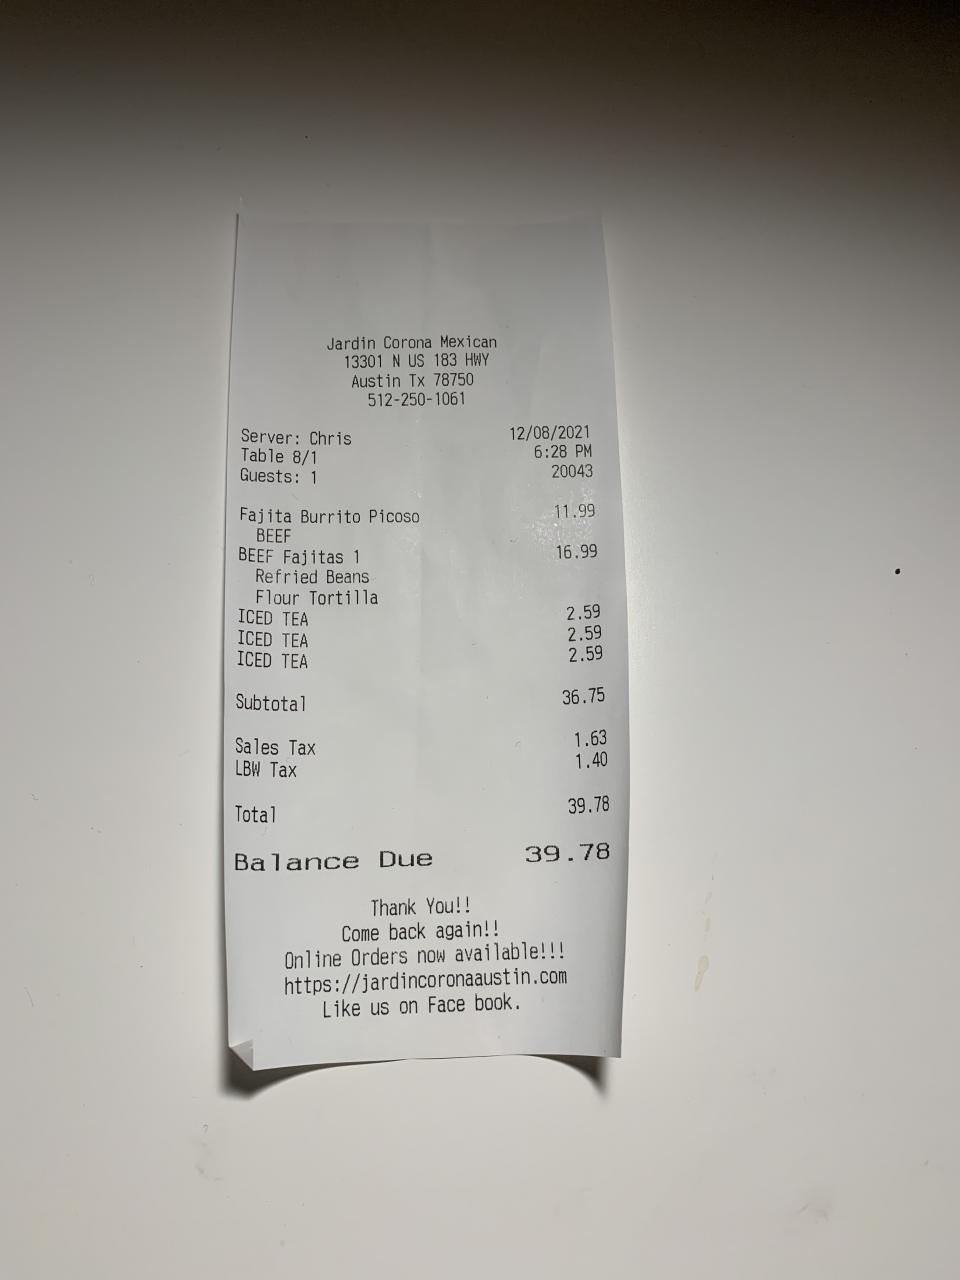 Jardin Corona Mexican
13301 N US 183 HWY
Austin Tx 78750
512-250-1061
Server: Chris 12/08/2021
Table 8/1 6:28 PM
Guests: 1 20043
Fajita Burrito Picoso 11.99
BEEF
BEEF Fajitas 1 16.99
Refried Beans
Flour Tortilla
ICED TEA 2.59
ICED TEA 2.59
ICED TEA 2.59
Subtotal 36.75
Sales Tax 1.63
LBW Tax 1.40
Total 39.78
Balance Due 39.78
Thank You!!
Come back again!!
Online Orders now available!!!
https://jardincoronaaustin.com
Like us on Face book.